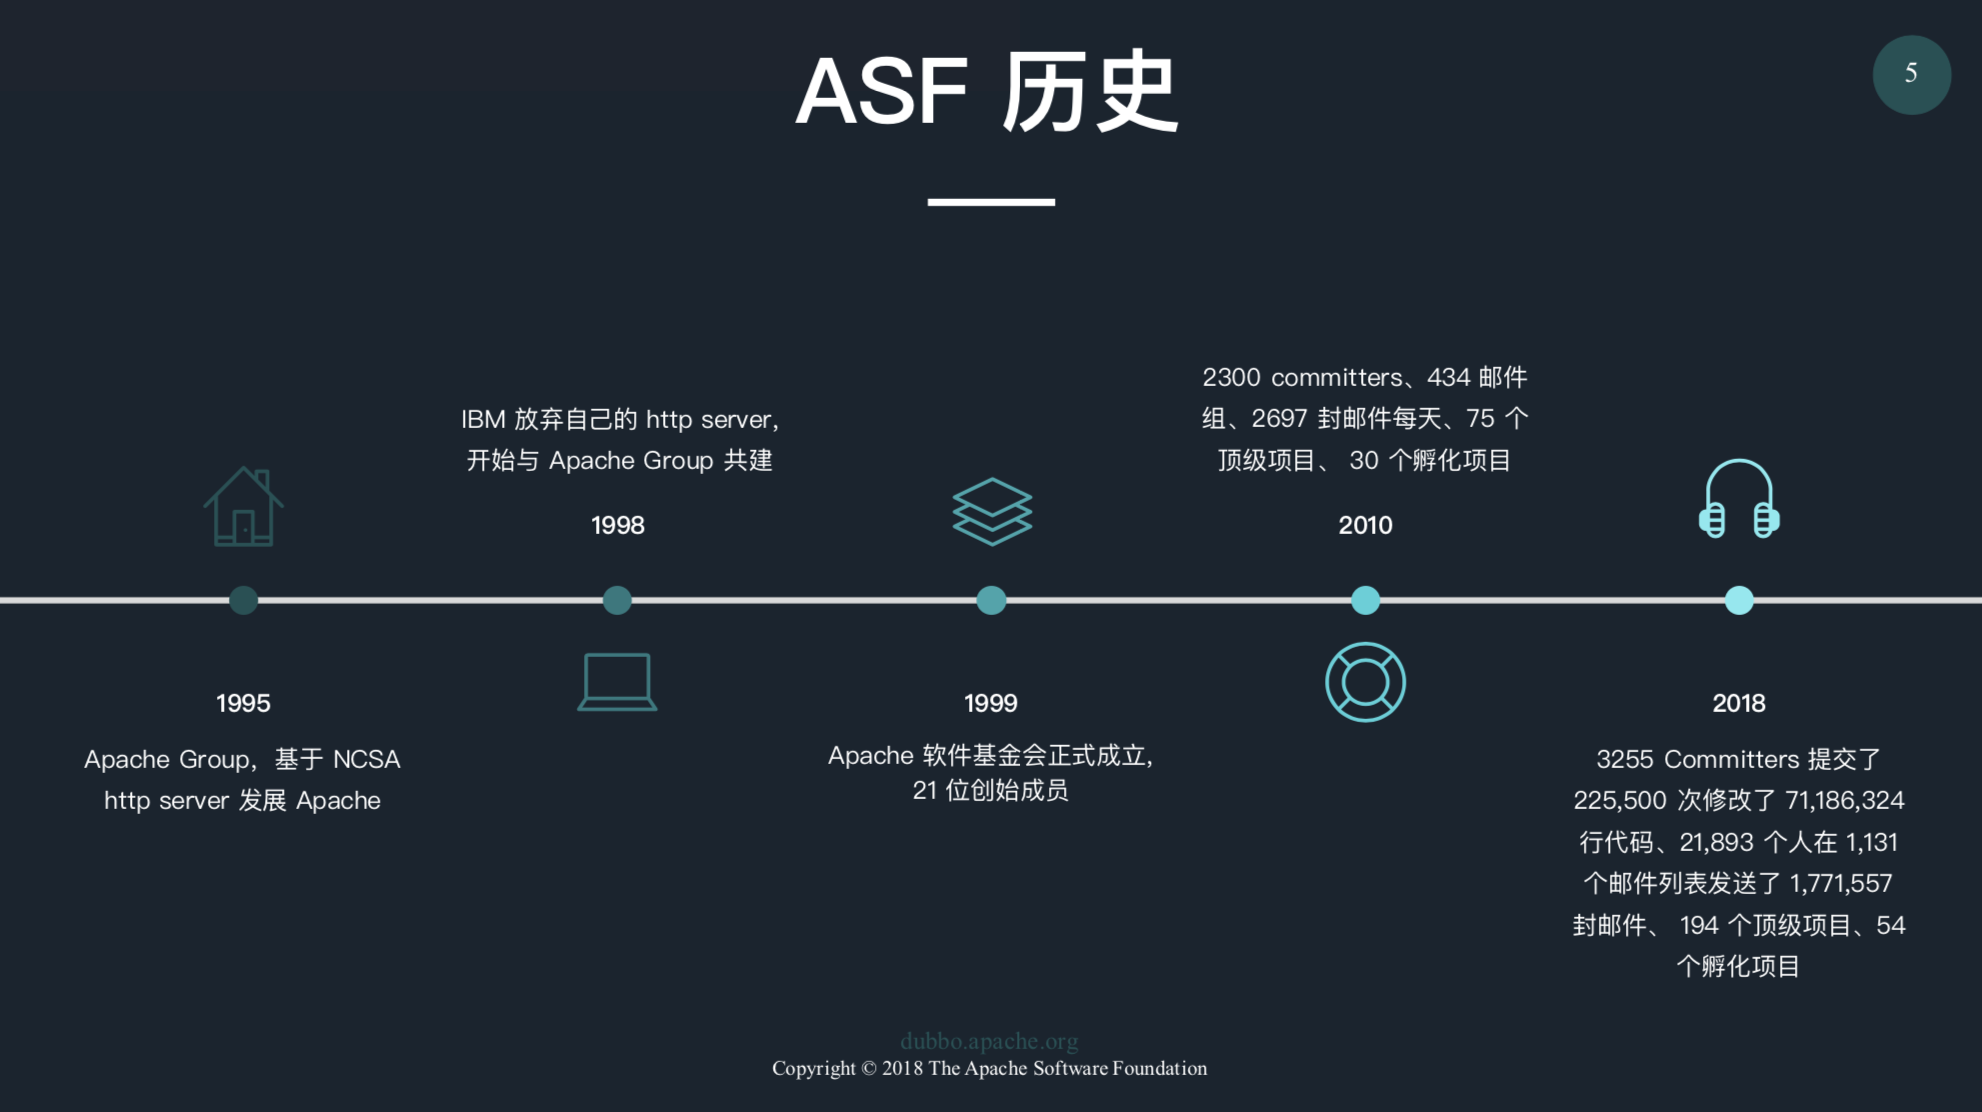 ASF 历史
5
Apache Group，基于 NCSA
http server 发展 Apache
1995
IBM 放弃自己的 http server，
开始与 Apache Group 共建
1998
1999
Apache 软件基金会正式成立，
21 位创始成员
2300 committers、434 邮件
组、2697 封邮件每天、75 个
顶级项目、 30 个孵化项目
2010
2018
3255 Committers 提交了
225,500 次修改了 71,186,324
行代码、21,893 个人在 1,131
个邮件列表发送了 1,771,557
封邮件、 194 个顶级项目、54
个孵化项目
dubbo.apache.org
Copyright © 2018 The Apache Software Foundation